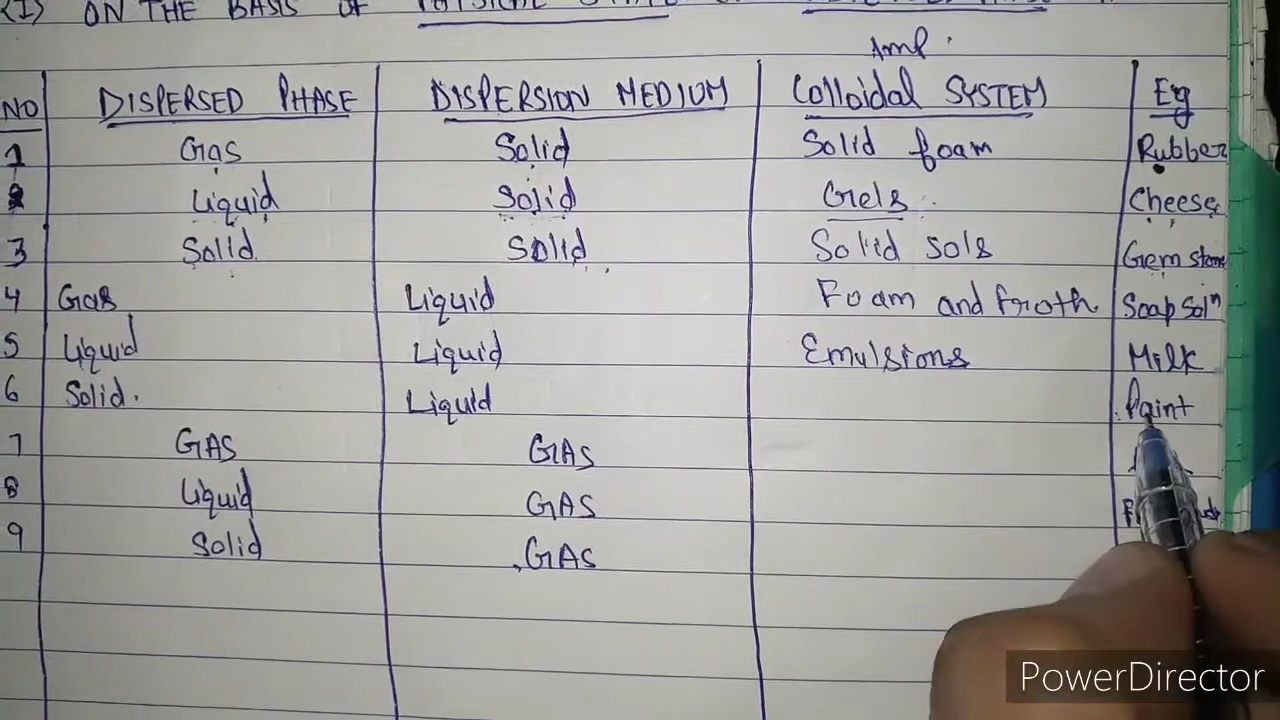 (I) ON THE BASIS OF PHYSICAL STATE
Amp.
NO DISPERSED PHASE DISPERSION MEDIUM Colloidal SYSTEM Eg
1 Gas Solid Solid foam Rubber
2 Liquid Solid Gels Cheese
3 Solid Solid Solid sols Gem stone
4 Gas Liquid Foam and froth Soap solⁿ
5 Liquid Liquid Emulsions Milk
6 Solid. Liquid Paint
7 GAS GAS
8 Liquid GAS
9 Solid GAS
PowerDirector